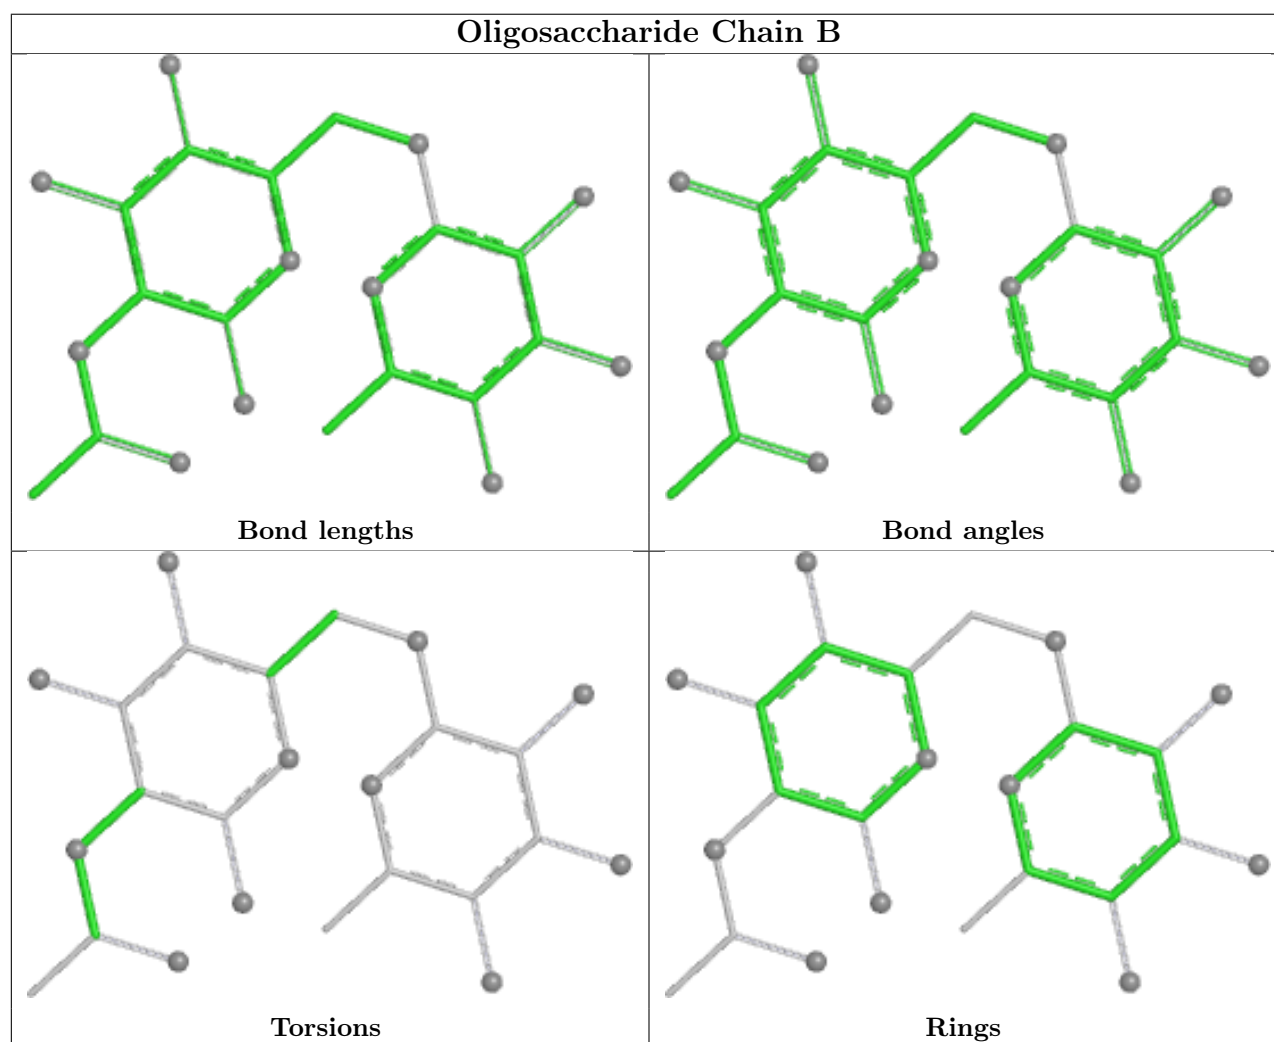 Oligosaccharide Chain B
Bond lengths
Bond angles
Torsions
Rings